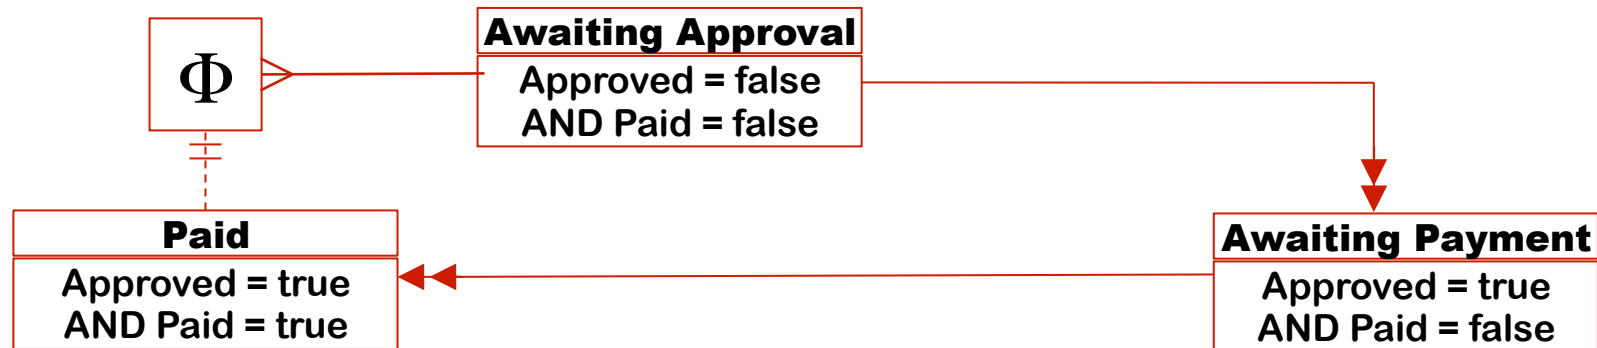 Φ
Awaiting Approval
Approved = false
AND Paid = false
Paid
Approved = true
AND Paid = true
Awaiting Payment
Approved = true
AND Paid = false